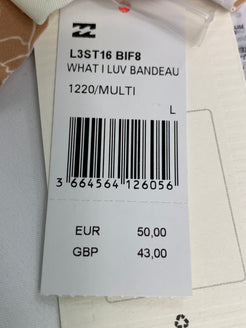 L3ST16 BIF8
WHAT I LUV BANDEAU
1220/MULTI
L
3 664564 126056
EUR 50,00
GBP 43,00